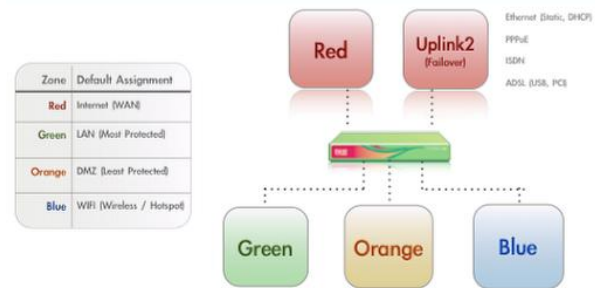 Red
Uplink2
(Failover)
Ethernet (Static, DHCP)
PPPoE
ISDN
ADSL (USB, PCI)
Zone Default Assignment
Red Internet (WAN)
Green LAN (Most Protected)
Orange DMZ (Least Protected)
Blue WIFI (Wireless / Hotspot)
Green
Orange
Blue